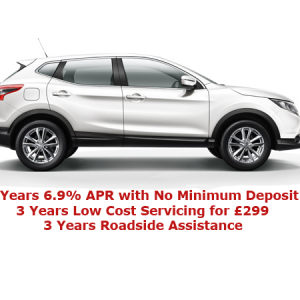 Years 6.9% APR with No Minimum Deposit
3 Years Low Cost Servicing for £299
3 Years Roadside Assistance